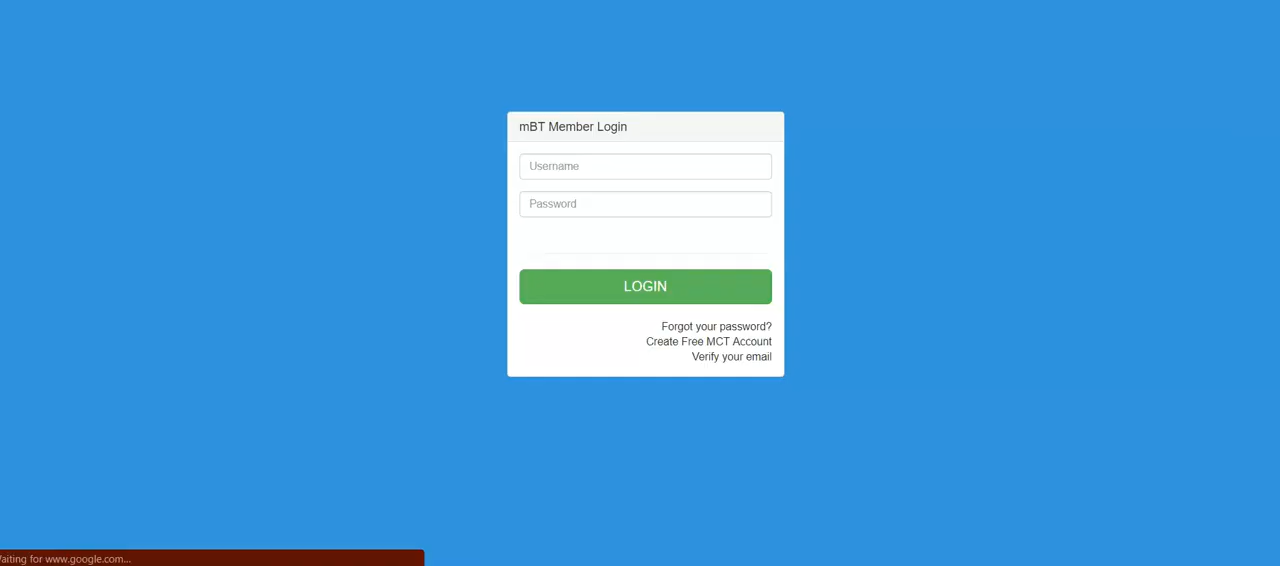 mBT Member Login
Username
Password
LOGIN
Forgot your password?
Create Free MCT Account
Verify your email
aiting for www.google.com...